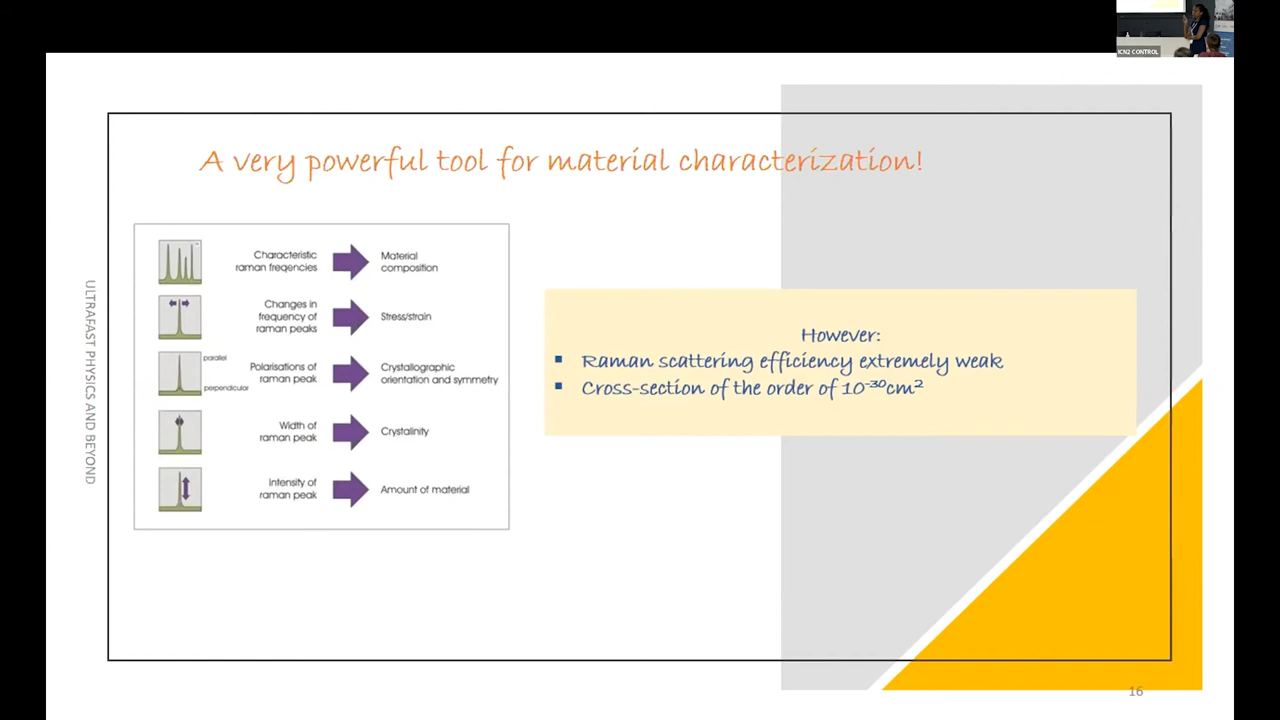 ICN2 CONTROL
A very powerful tool for material characterization!
Characteristic
raman freqencies
Material
composition
Changes in
frequency of
raman peaks
Stress/strain
parallel
perpendicular
Polarisations of
raman peak
Crystallographic
orientation and symmetry
Width of
raman peak
Crystalinity
Intensity of
raman peak
Amount of material
However:
▪ Raman scattering efficiency extremely weak
▪ Cross-section of the order of 10⁻³⁰cm²
ULTRAFAST PHYSICS AND BEYOND
16